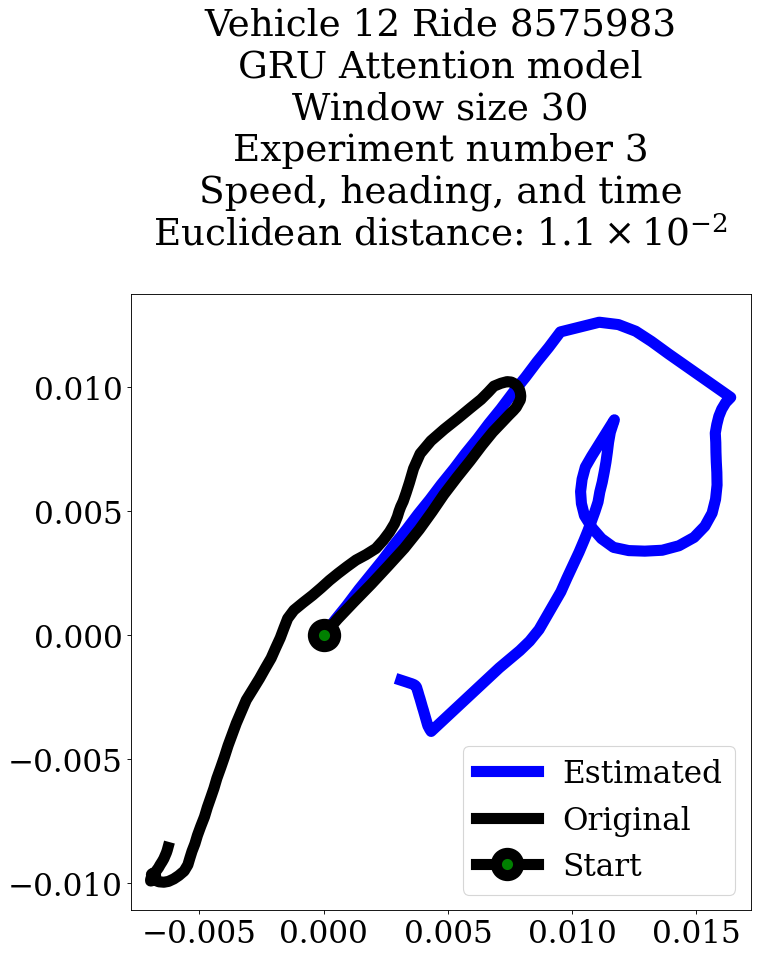 Vehicle 12 Ride 8575983
GRU Attention model
Window size 30
Experiment number 3
Speed, heading, and time
Euclidean distance: 1.1 × 10⁻²
0.010
0.005
0.000
−0.005
−0.010
Estimated
Original
Start
−0.005 0.000 0.005 0.010 0.015